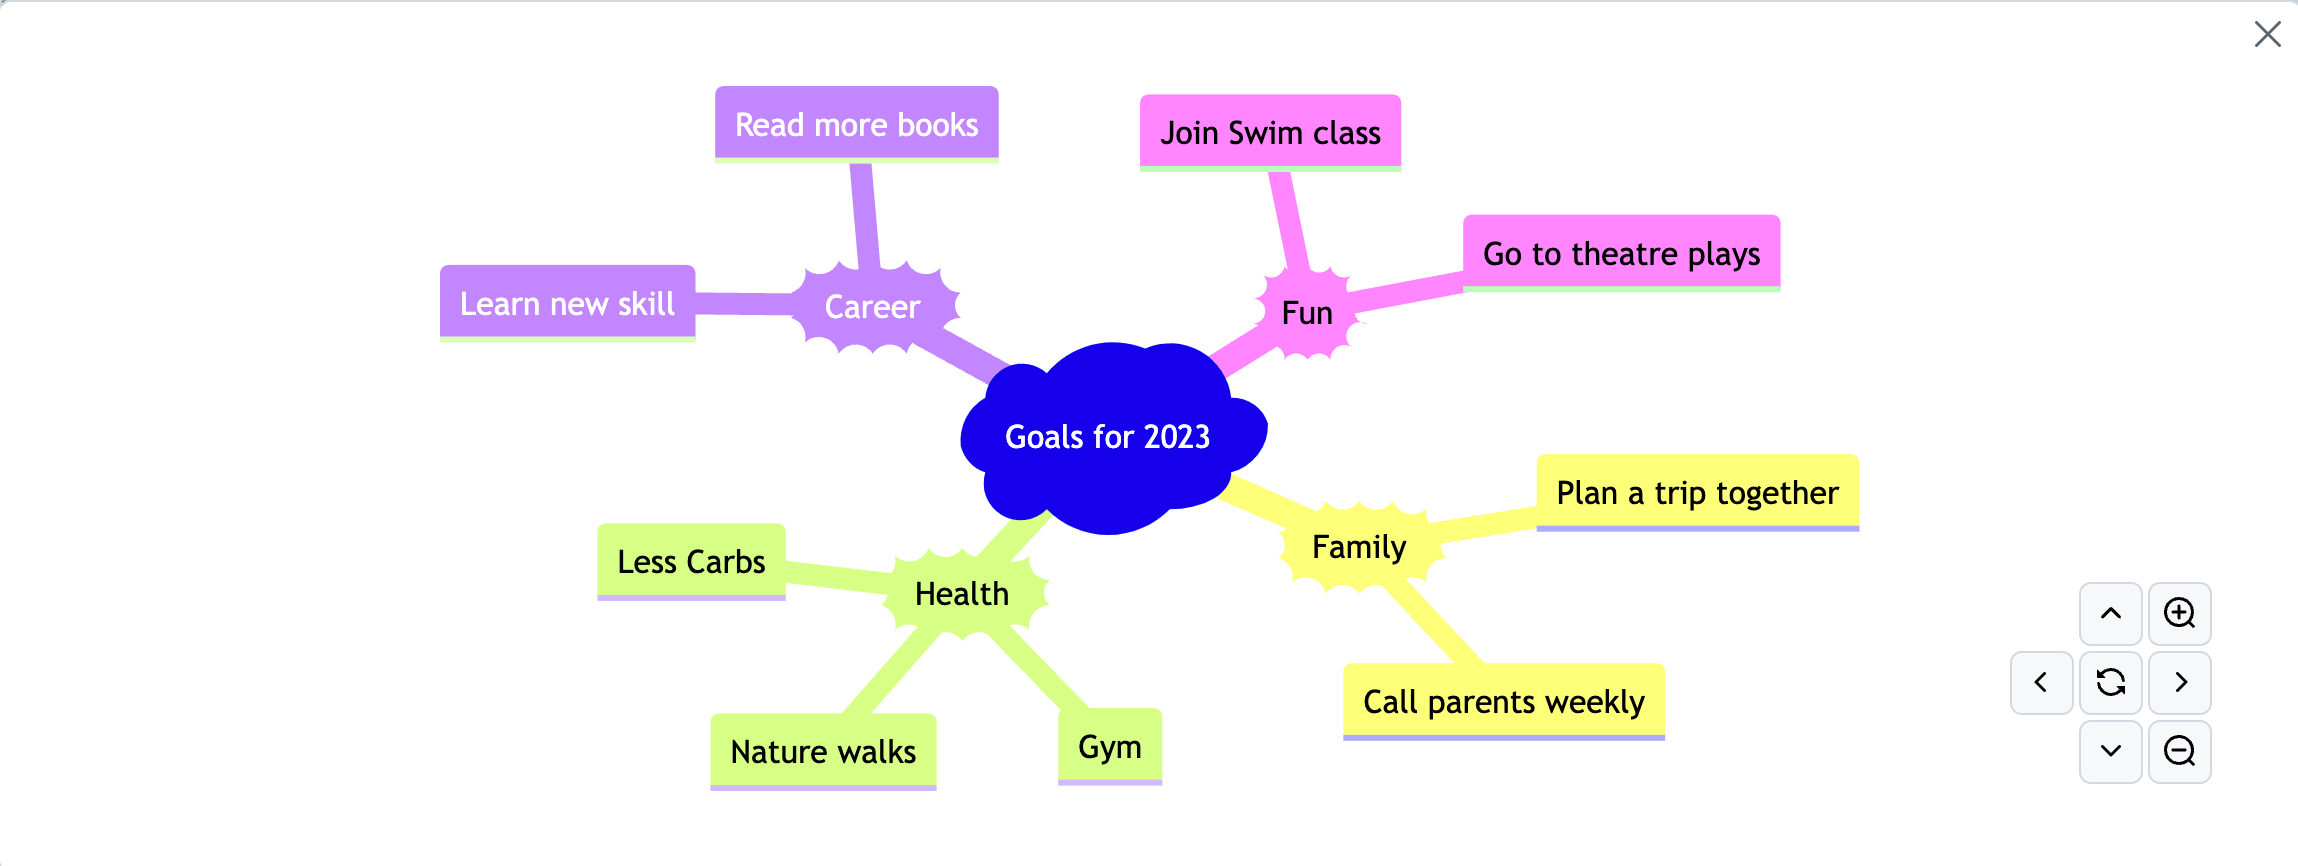 Read more books
Join Swim class
Go to theatre plays
Learn new skill
Career
Fun
Goals for 2023
Plan a trip together
Family
Less Carbs
Health
Call parents weekly
Nature walks
Gym